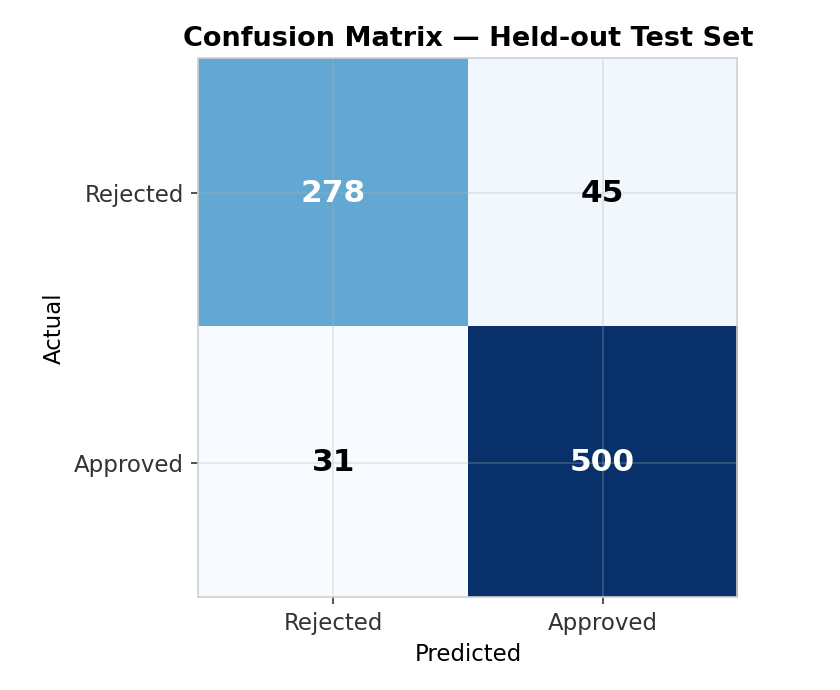 Confusion Matrix — Held-out Test Set
Rejected
278
45
Actual
Approved
31
500
Rejected
Approved
Predicted